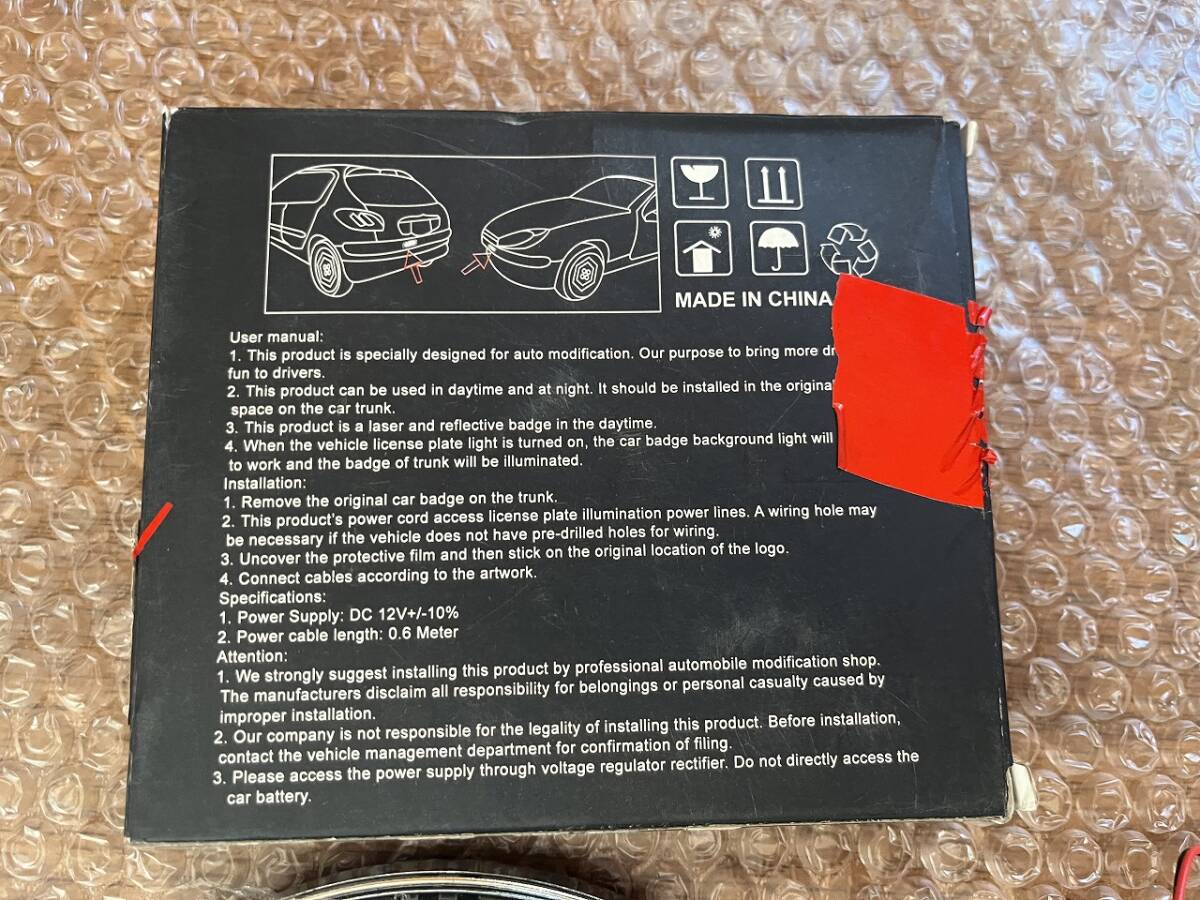 MADE IN CHINA
User manual:
1. This product is specially designed for auto modification. Our purpose to bring more
fun to drivers.
2. This product can be used in daytime and at night. It should be installed in the
space on the car trunk.
3. This product is a laser and reflective badge in the daytime.
4. When the vehicle license plate light is turned on, the car badge background light will
to work and the badge of trunk will be illuminated.
Installation:
1. Remove the original car badge on the trunk.
2. This product's power cord access license plate illumination power lines. A wiring hole may
be necessary if the vehicle does not have pre-drilled holes for wiring.
3. Uncover the protective film and then stick on the original location of the logo.
4. Connect cables according to the artwork.
Specifications:
1. Power Supply: DC 12V+/-10%
2. Power cable length: 0.6 Meter
Attention:
1. We strongly suggest installing this product by professional automobile modification shop.
The manufacturers disclaim all responsibility for belongings or personal casualty caused by
improper installation.
2. Our company is not responsible for the legality of installing this product. Before installation,
contact the vehicle management department for confirmation of filing.
3. Please access the power supply through voltage regulator rectifier. Do not directly access the
car battery.